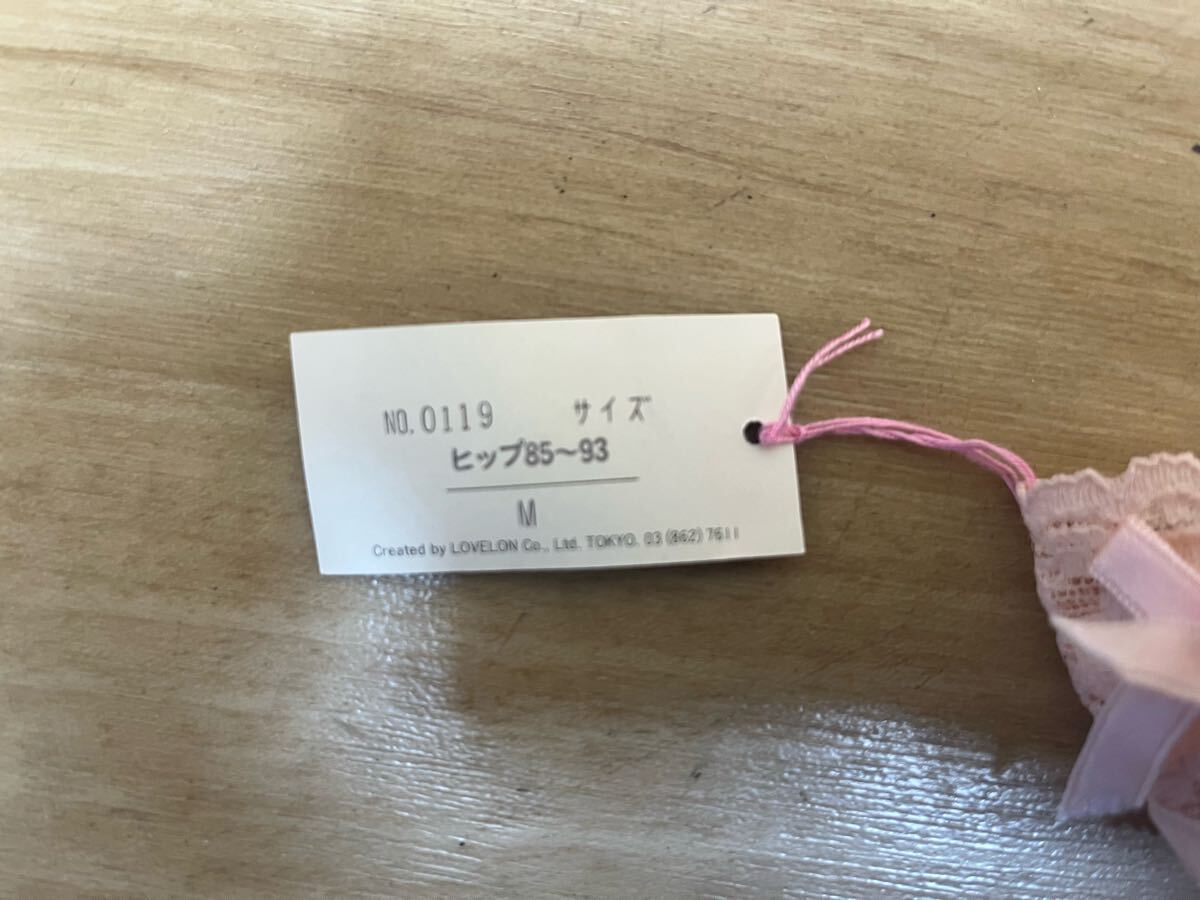 NO.0119 サイズ
ヒップ85〜93
M
Created by LOVELON Co., Ltd. TOKYO. 03 (862) 7611